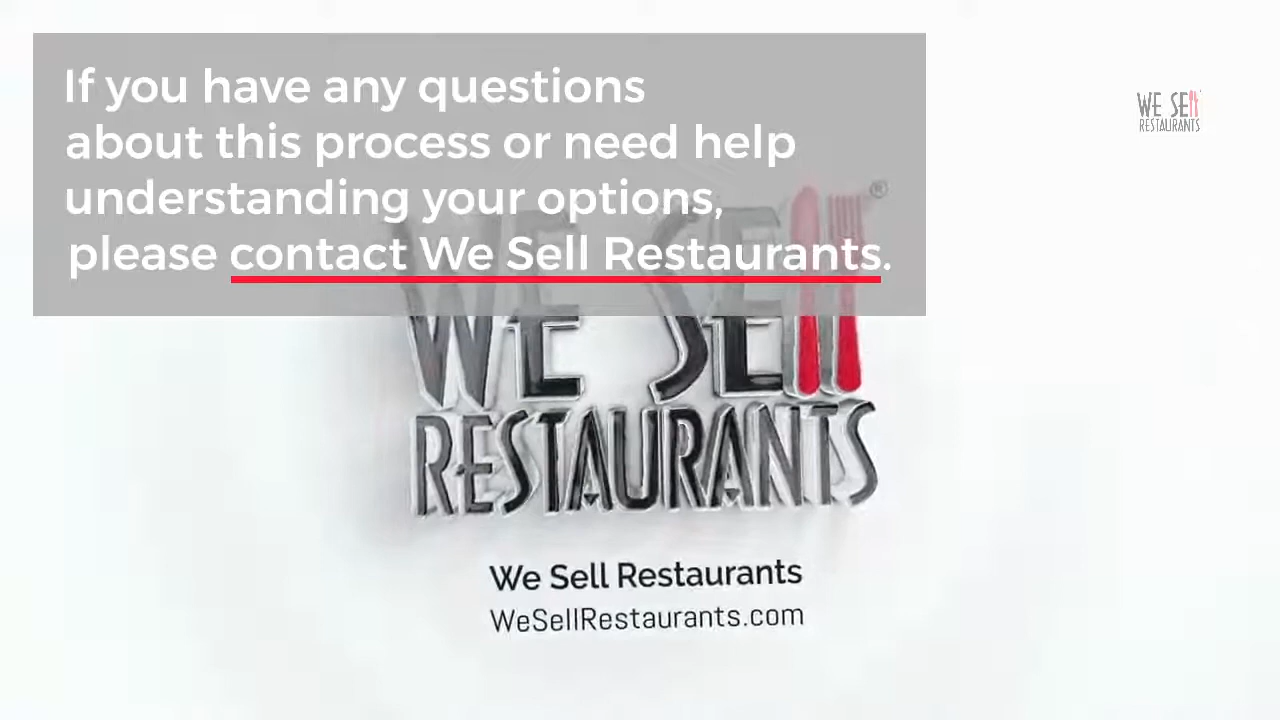 If you have any questions
about this process or need help
understanding your options,
please contact We Sell Restaurants.
WE SEll
RESTAURANTS
WE SEll ®
RESTAURANTS
We Sell Restaurants
WeSellRestaurants.com